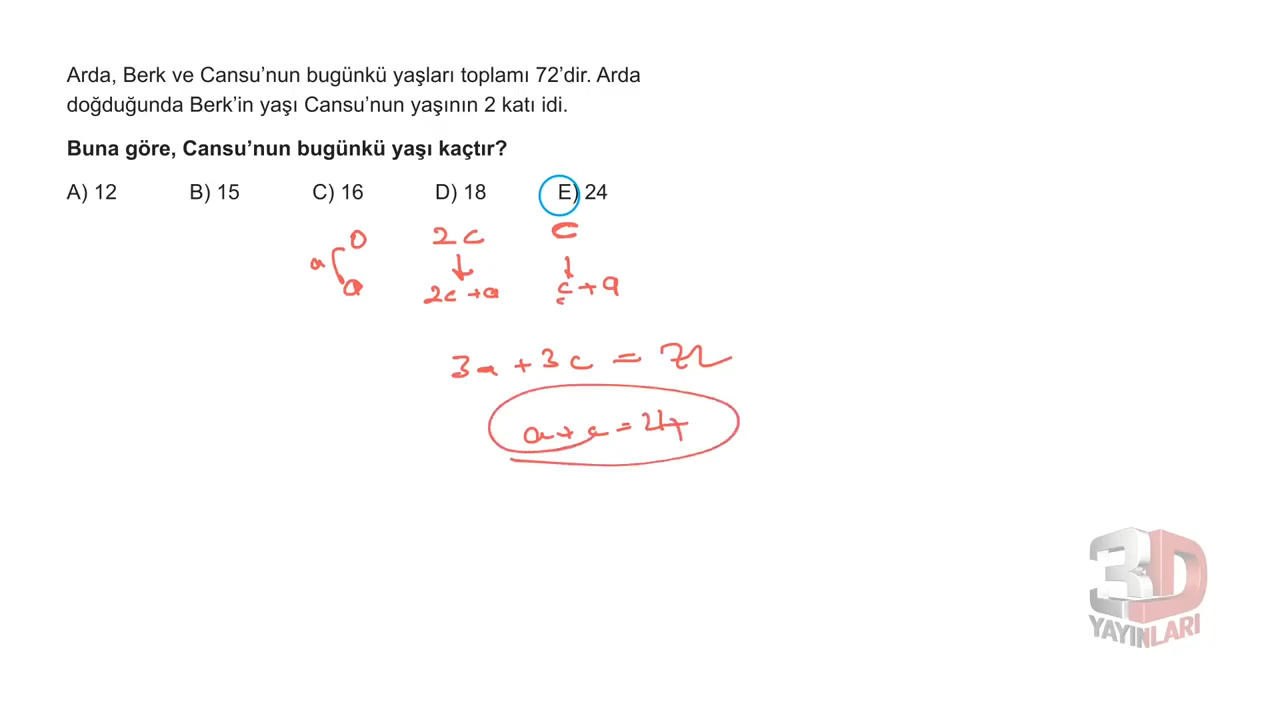 Arda, Berk ve Cansu’nun bugünkü yaşları toplamı 72’dir. Arda
doğduğunda Berk’in yaşı Cansu’nun yaşının 2 katı idi.
Buna göre, Cansu’nun bugünkü yaşı kaçtır?
A) 12 B) 15 C) 16 D) 18 E) 24
0 2c c
a
a 2c+a c+a
3a+3c=72
a+c=24
3D
YAYINLARI